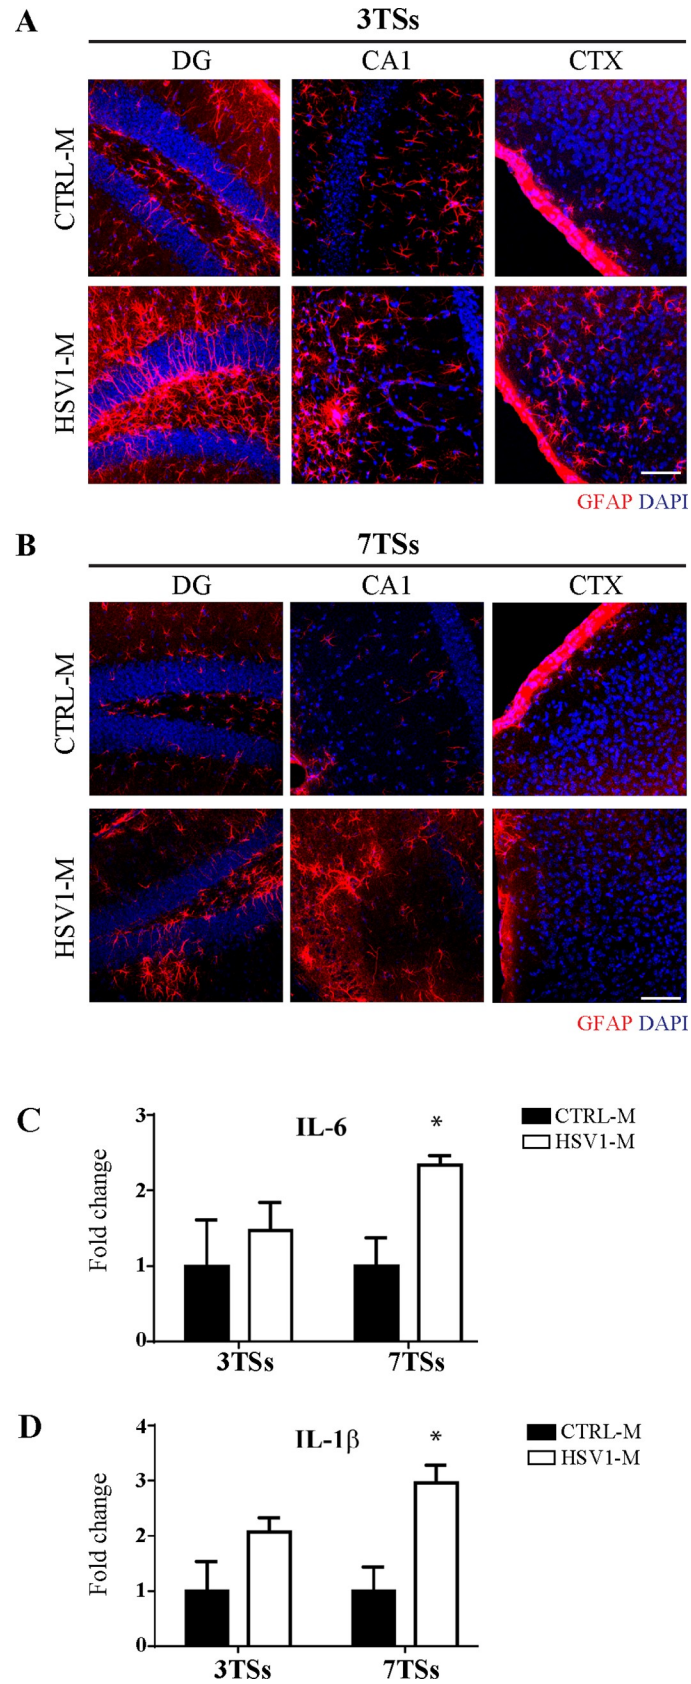 A
3TSs
DG CA1 CTX
CTRL-M
HSV1-M
GFAP DAPI
B
7TSs
DG CA1 CTX
CTRL-M
HSV1-M
GFAP DAPI
C
IL-6
*
CTRL-M
HSV1-M
Fold change
3
2
1
0
3TSs 7TSs
D
IL-1β
*
CTRL-M
HSV1-M
Fold change
4
3
2
1
0
3TSs 7TSs